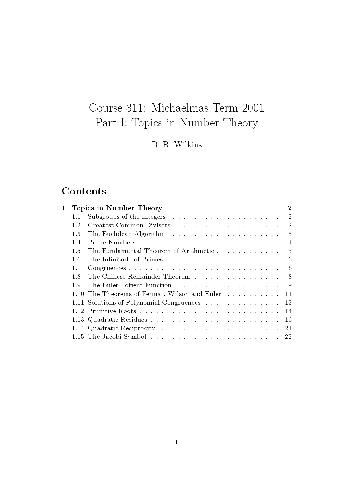 Course 311: Michaelmas Term 2001
Part I: Topics in Number Theory
D. R. Wilkins
Contents
1 Topics in Number Theory 2
1.1 Subgroups of the Integers 2
1.2 Greatest Common Divisors 2
1.3 The Euclidean Algorithm 3
1.4 Prime Numbers 4
1.5 The Fundamental Theorem of Arithmetic 5
1.6 The Infinitude of Primes
1.7 Congruences 6
1.8 The Chinese Remainder Theorem 8
1.9 The Euler Totient Function 9
1.10 The Theorems of Fermat, Wilson and Euler 11
1.11 Solutions of Polynomial Congruences 13
1.12 Primitive Roots 14
1.13 Quadratic Residues
1.14 Quadratic Reciprocity 21
1.15 The Jacobi Symbol 22
1